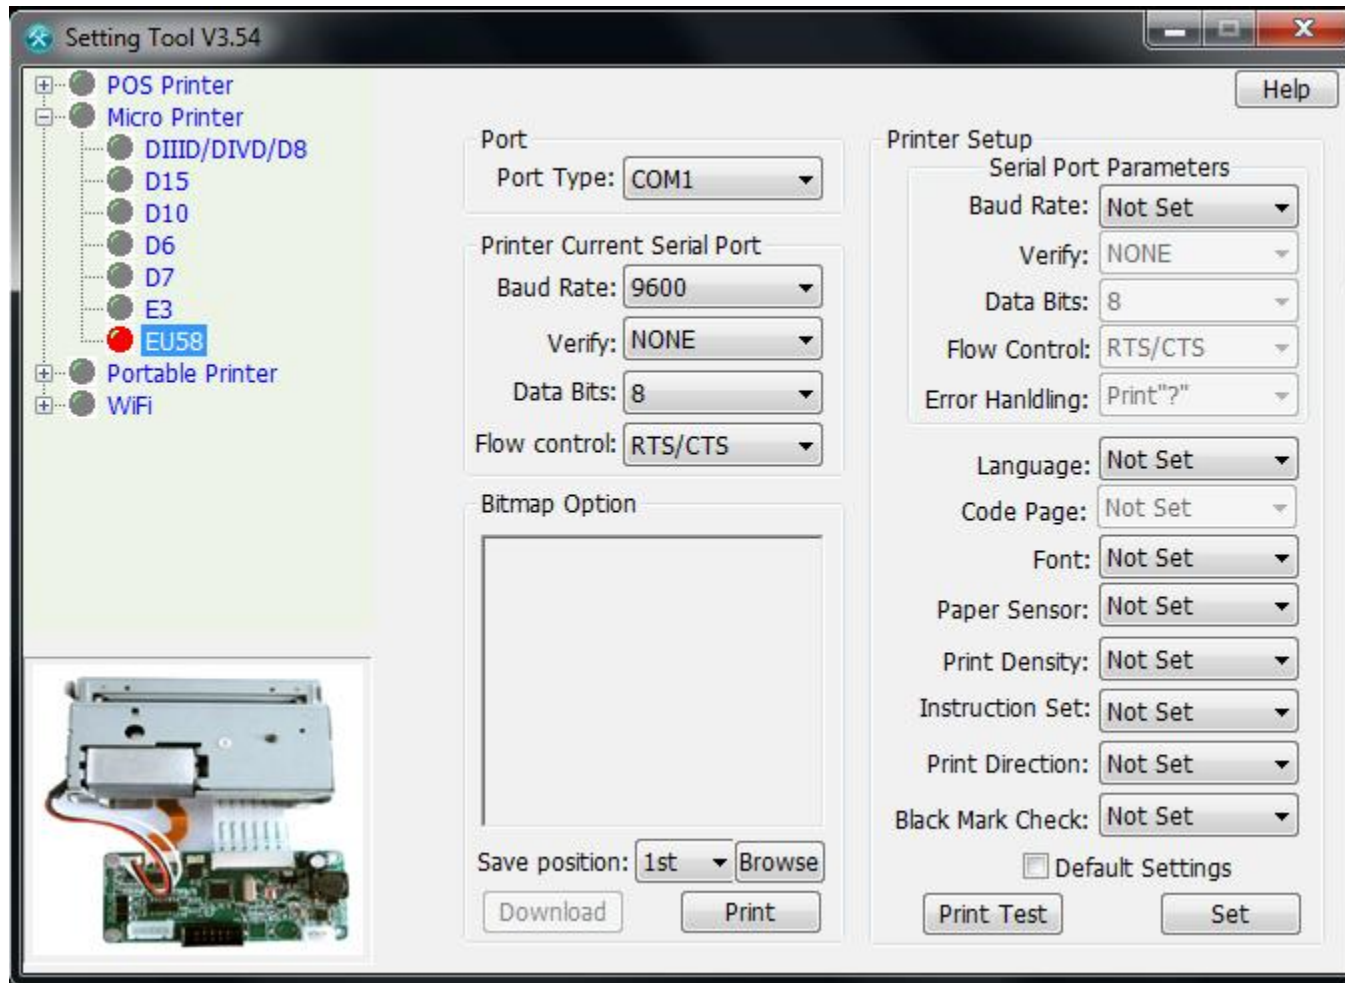 Setting Tool V3.54
POS Printer
Micro Printer
DIIID/DIVD/D8
D15
D10
D6
D7
E3
EU58
Portable Printer
WiFi
Help
Port
Port Type: COM1
Printer Current Serial Port
Baud Rate: 9600
Verify: NONE
Data Bits: 8
Flow control: RTS/CTS
Bitmap Option
Save position: 1st Browse
Download Print
Printer Setup
Serial Port Parameters
Baud Rate: Not Set
Verify: NONE
Data Bits: 8
Flow Control: RTS/CTS
Error Hanldling: Print"?"
Language: Not Set
Code Page: Not Set
Font: Not Set
Paper Sensor: Not Set
Print Density: Not Set
Instruction Set: Not Set
Print Direction: Not Set
Black Mark Check: Not Set
Default Settings
Print Test Set